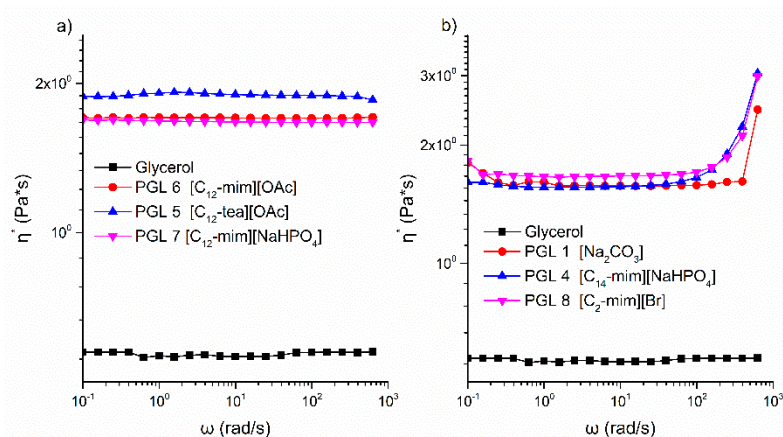 a)
2x10⁰
10⁰
η* (Pa*s)
Glycerol
PGL 6 [C₁₂-mim][OAc]
PGL 5 [C₁₂-tea][OAc]
PGL 7 [C₁₂-mim][NaHPO₄]
10⁻¹ 10⁰ 10¹ 10² 10³
ω (rad/s)
b)
3x10⁰
2x10⁰
10⁰
η* (Pa*s)
Glycerol
PGL 1 [Na₂CO₃]
PGL 4 [C₁₄-mim][NaHPO₄]
PGL 8 [C₂-mim][Br]
10⁻¹ 10⁰ 10¹ 10² 10³
ω (rad/s)